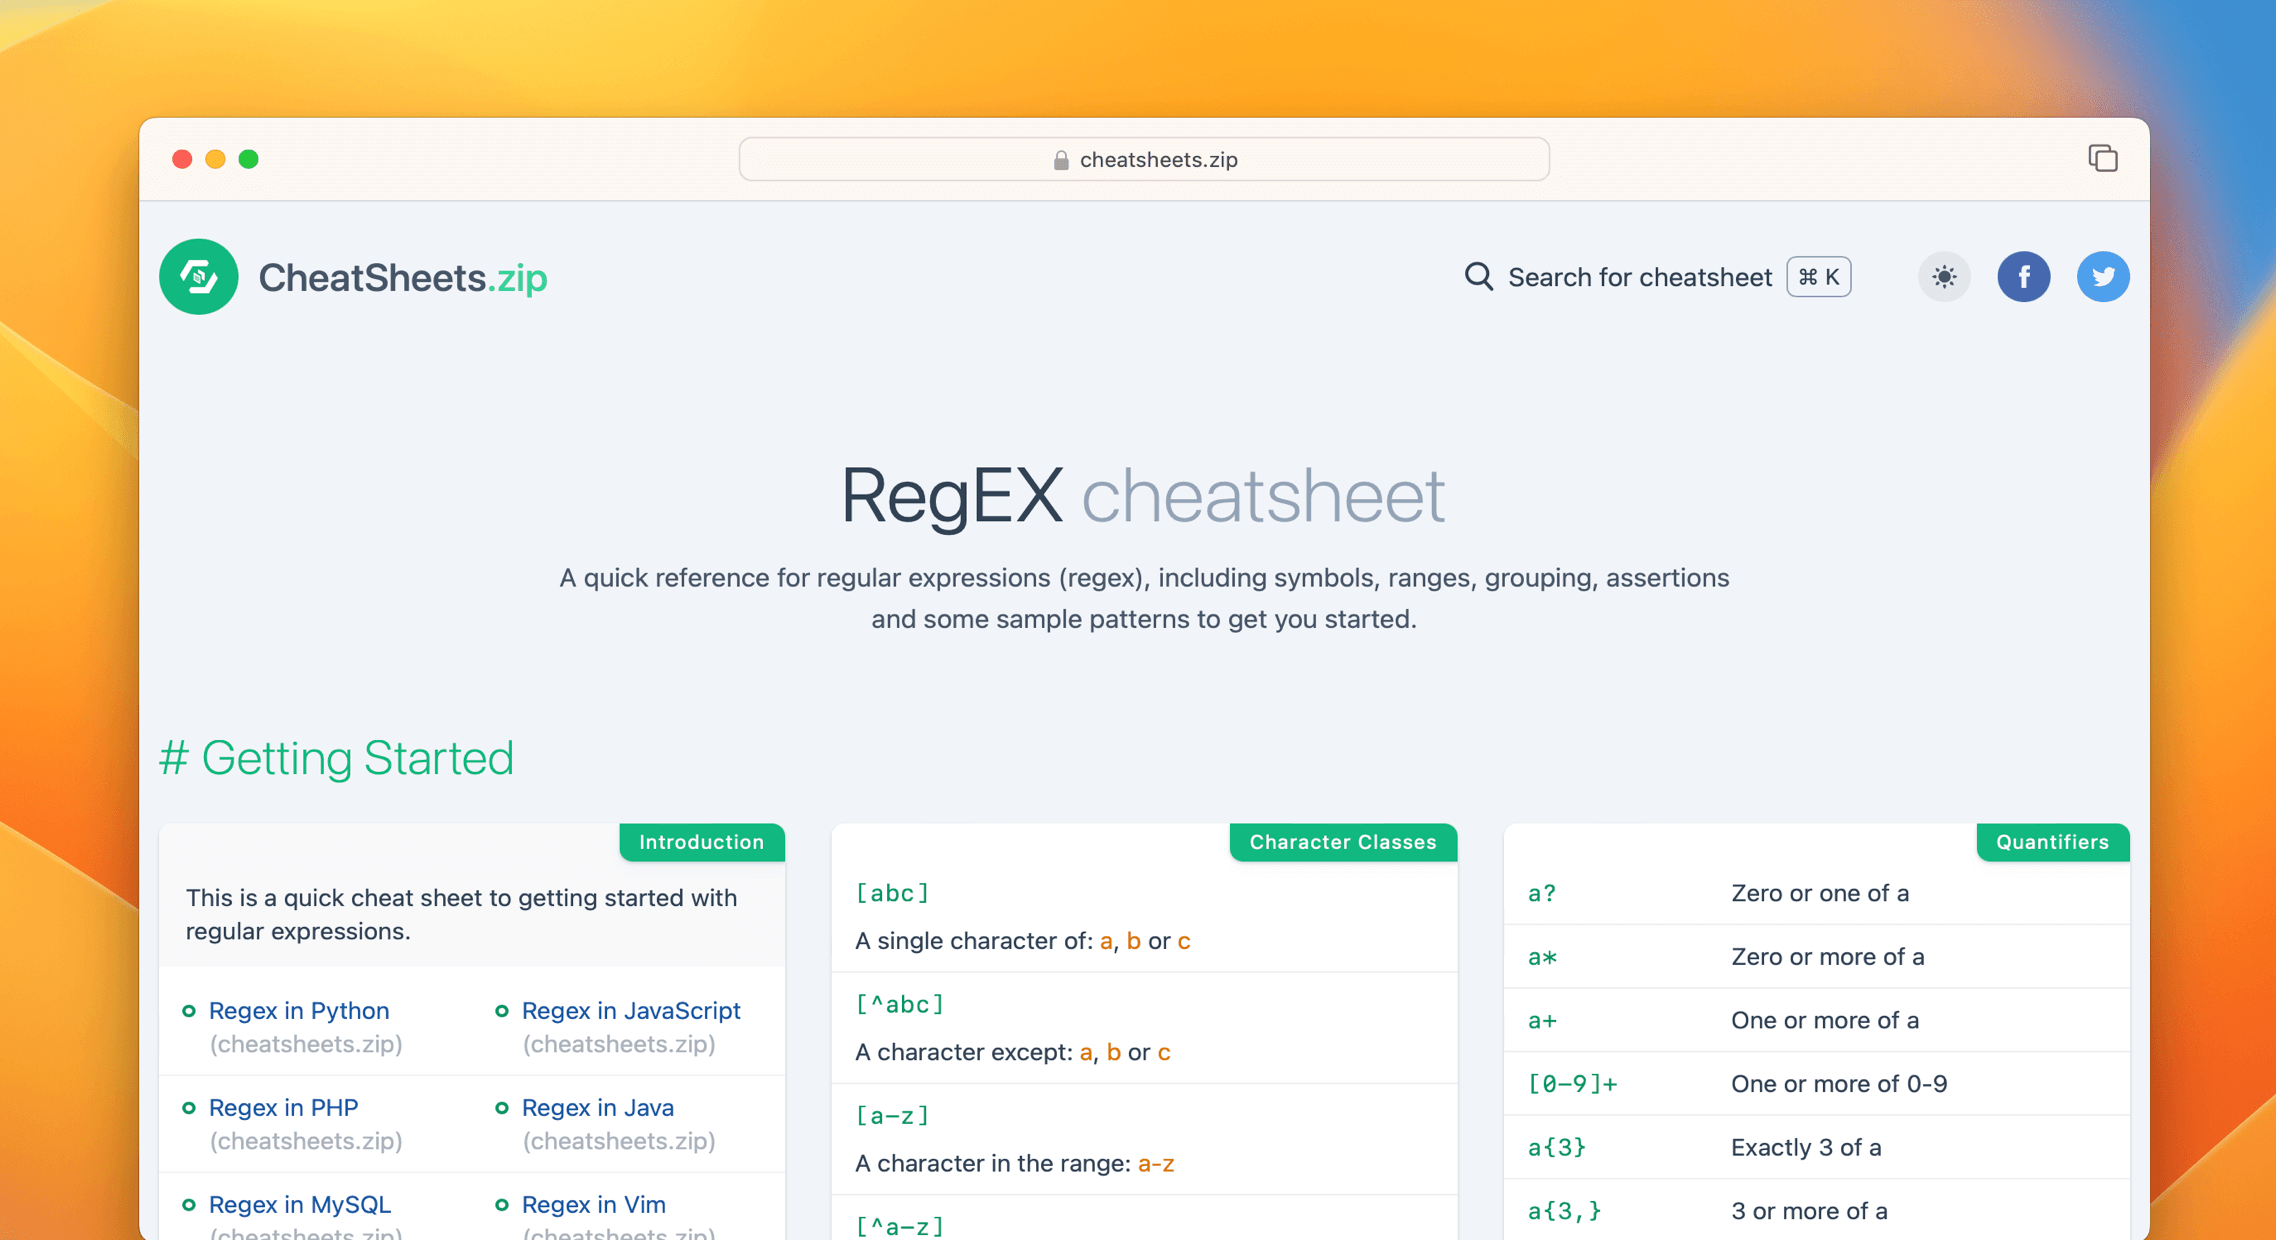 cheatsheets.zip
CheatSheets.zip
Search for cheatsheet ⌘ K
RegEX cheatsheet
A quick reference for regular expressions (regex), including symbols, ranges, grouping, assertions
and some sample patterns to get you started.
# Getting Started
Introduction
This is a quick cheat sheet to getting started with
regular expressions.
Regex in Python
(cheatsheets.zip)
Regex in JavaScript
(cheatsheets.zip)
Regex in PHP
(cheatsheets.zip)
Regex in Java
(cheatsheets.zip)
Regex in MySQL
(cheatsheets.zip)
Regex in Vim
(cheatsheets.zip)
Character Classes
[abc]
A single character of: a, b or c
[^abc]
A character except: a, b or c
[a-z]
A character in the range: a-z
[^a-z]
Quantifiers
a? Zero or one of a
a* Zero or more of a
a+ One or more of a
[0-9]+ One or more of 0-9
a{3} Exactly 3 of a
a{3,} 3 or more of a